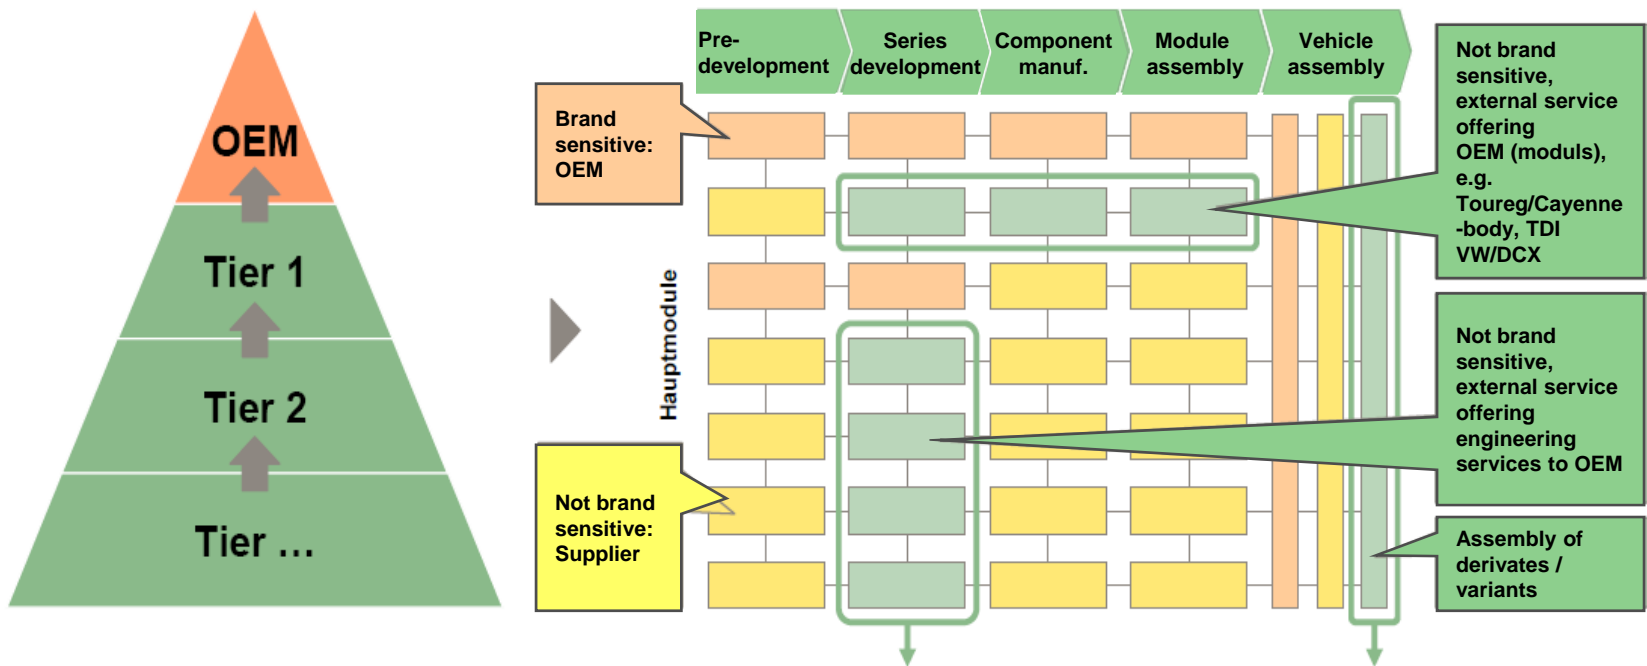 OEM
Tier 1
Tier 2
Tier ...
Pre-
development
Series
development
Component
manuf.
Module
assembly
Vehicle
assembly
Brand
sensitive:
OEM
Hauptmodule
Not brand
sensitive:
Supplier
Not brand
sensitive,
external service
offering
OEM (moduls),
e.g.
Toureg/Cayenne
-body, TDI
VW/DCX
Not brand
sensitive,
external service
offering
engineering
services to OEM
Assembly of
derivates /
variants